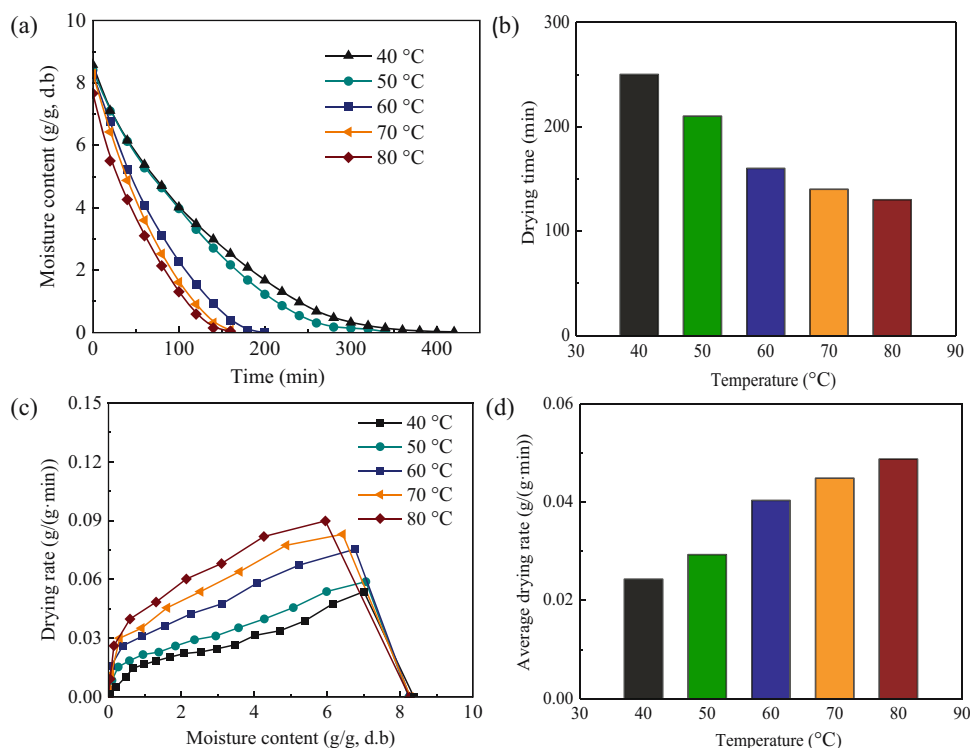 (a)
Moisture content (g/g, d.b)
8
6
4
2
0
0
100
200
300
400
Time (min)
40 °C
50 °C
60 °C
70 °C
80 °C
(b)
Drying time (min)
300
200
100
0
30
40
50
60
70
80
90
Temperature (°C)
(c)
Drying rate (g/(g·min))
0.15
0.12
0.09
0.06
0.03
0.00
0
2
4
6
8
10
Moisture content (g/g, d.b)
40 °C
50 °C
60 °C
70 °C
80 °C
(d)
Average drying rate (g/(g·min))
0.06
0.04
0.02
0.00
30
40
50
60
70
80
90
Temperature (°C)